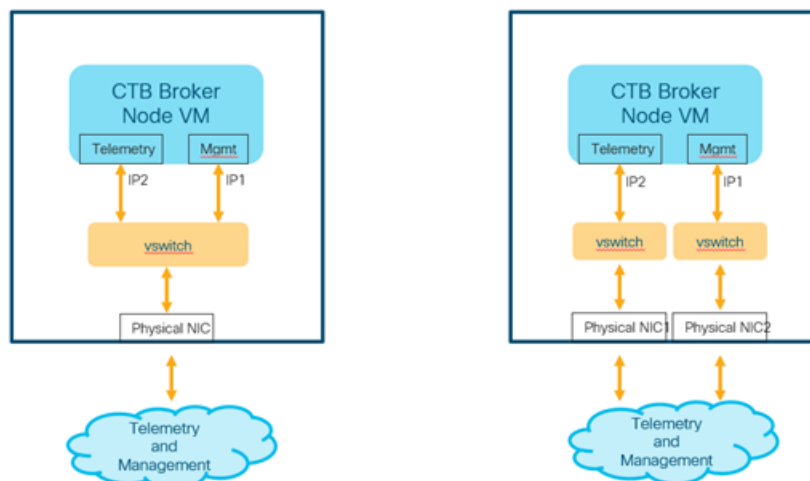 CTB Broker
Node VM
Telemetry
Mgmt
IP2
IP1
vswitch
Physical NIC
Telemetry
and
Management
CTB Broker
Node VM
Telemetry
Mgmt
IP2
IP1
vswitch
vswitch
Physical NIC1
Physical NIC2
Telemetry
and
Management